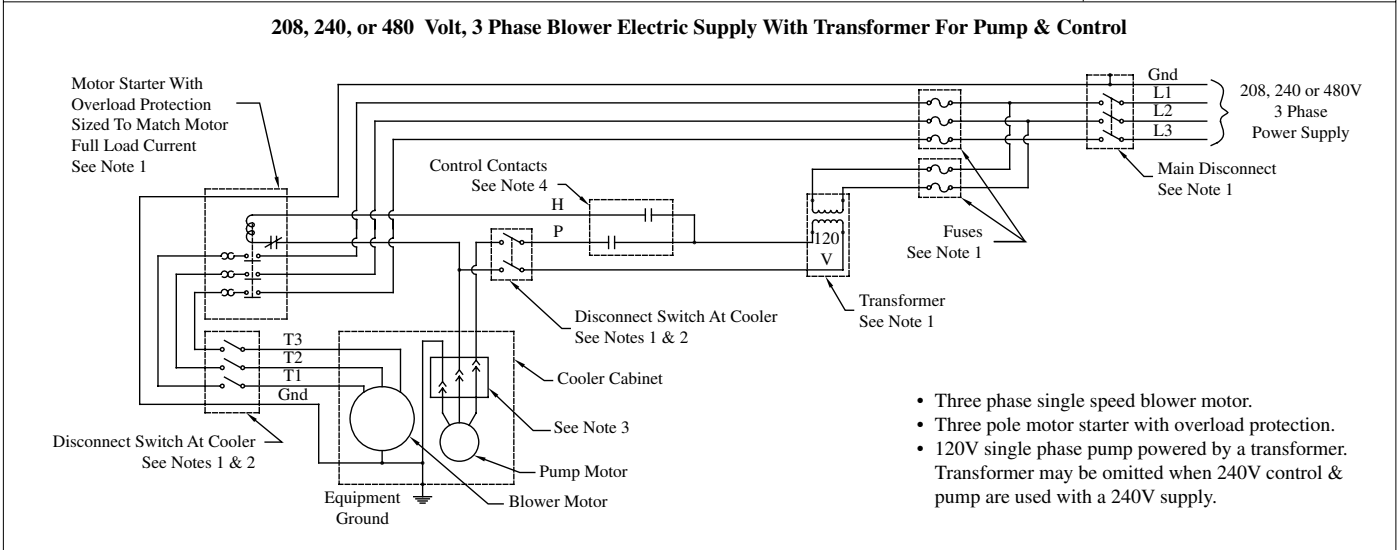 208, 240, or 480 Volt, 3 Phase Blower Electric Supply With Transformer For Pump & Control
Motor Starter With
Overload Protection
Sized To Match Motor
Full Load Current
See Note 1
Gnd
L1
L2
L3
208, 240 or 480V
3 Phase
Power Supply
Main Disconnect
See Note 1
Control Contacts
See Note 4
H
P
120
V
Fuses
See Note 1
Transformer
See Note 1
Disconnect Switch At Cooler
See Notes 1 & 2
T3
T2
T1
Gnd
Cooler Cabinet
See Note 3
Pump Motor
Blower Motor
Disconnect Switch At Cooler
See Notes 1 & 2
Equipment
Ground
• Three phase single speed blower motor.
• Three pole motor starter with overload protection.
• 120V single phase pump powered by a transformer.
Transformer may be omitted when 240V control &
pump are used with a 240V supply.